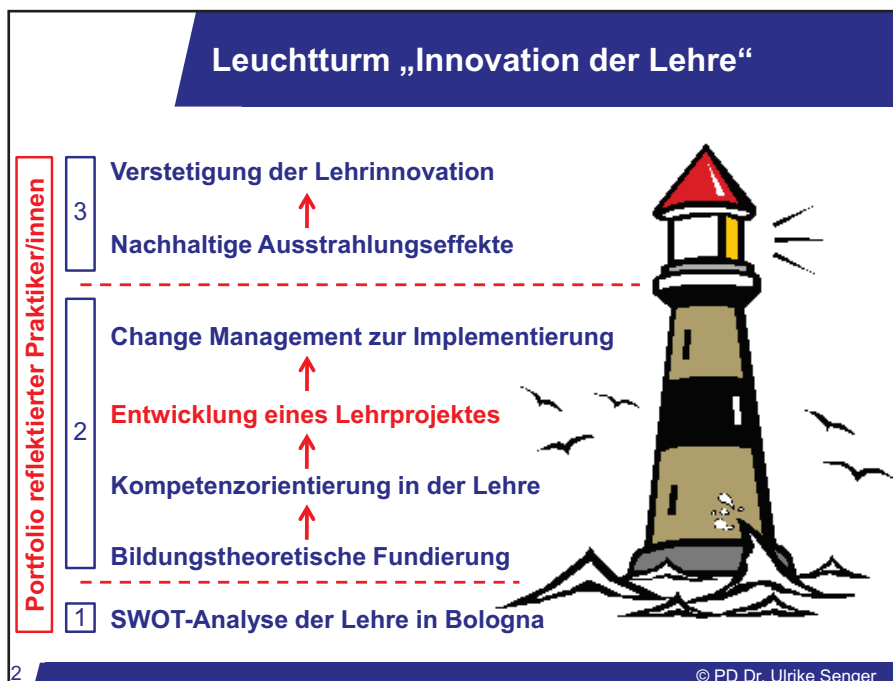 Leuchtturm „Innovation der Lehre“
Portfolio reflektierter Praktiker/innen
3
Verstetigung der Lehrinnovation
Nachhaltige Ausstrahlungseffekte
2
Change Management zur Implementierung
Entwicklung eines Lehrprojektes
Kompetenzorientierung in der Lehre
Bildungstheoretische Fundierung
1
SWOT-Analyse der Lehre in Bologna
2
© PD Dr. Ulrike Senger